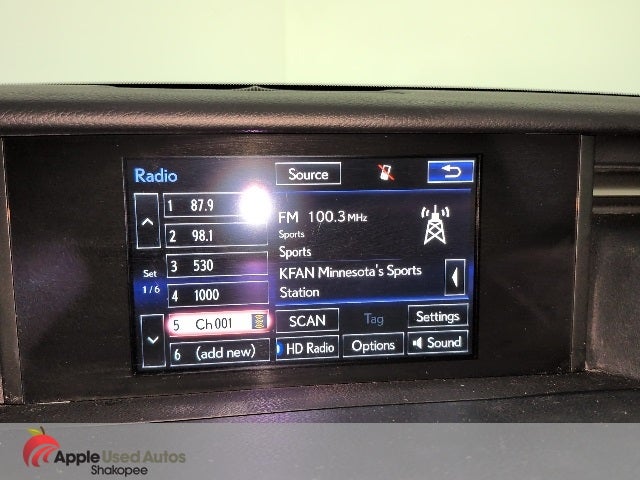 Radio
Source
1 87.9
2 98.1
3 530
4 1000
5 Ch001
6 (add new)
Set
1/6
FM 100.3 MHz
Sports
Sports
KFAN Minnesota's Sports
Station
SCAN
Tag
Settings
HD Radio
Options
Sound
Apple Used Autos
Shakopee